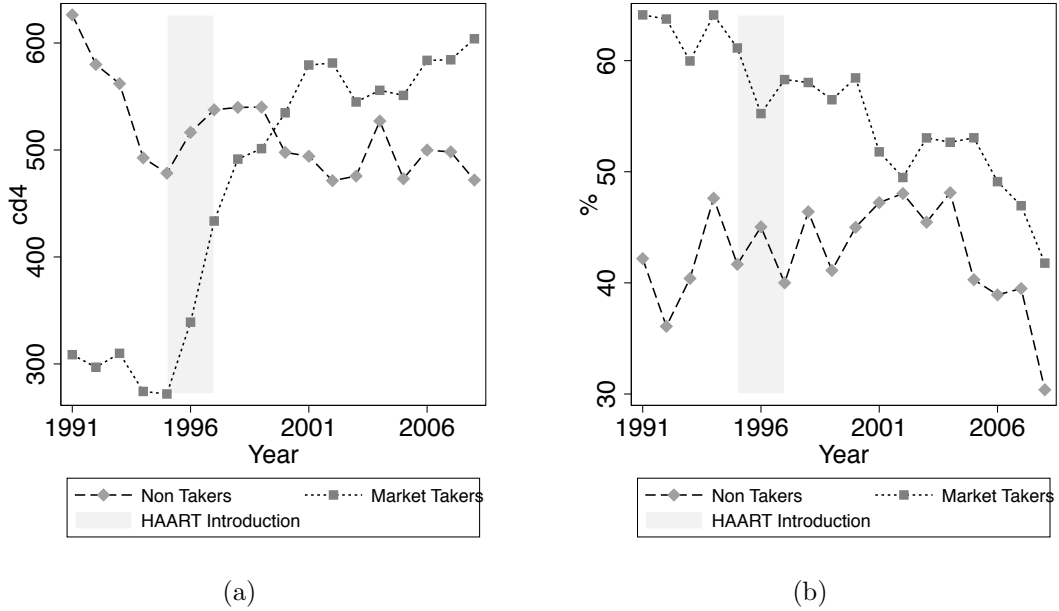 600
500
400
300
cd4
1991 1996 2001 2006
Year
Non Takers Market Takers
HAART Introduction
(a)
60
50
40
30
%
1991 1996 2001 2006
Year
Non Takers Market Takers
HAART Introduction
(b)